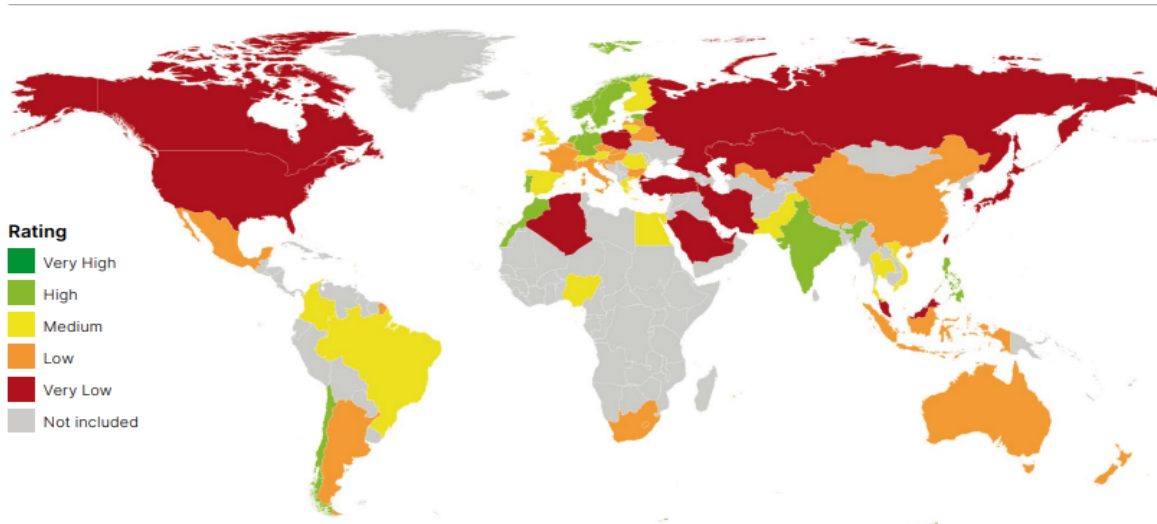 Rating
Very High
High
Medium
Low
Very Low
Not included